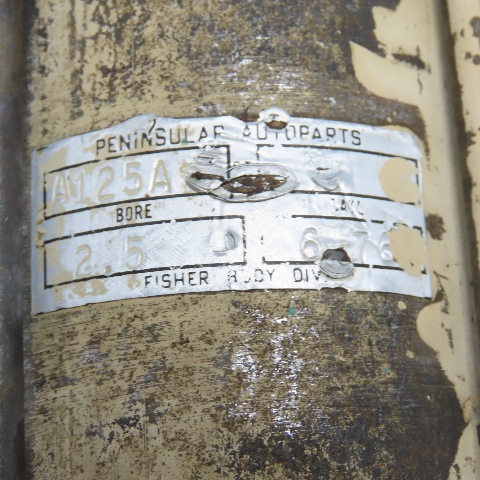 PENINSULAR AUTOPARTS
A125A
BORE
2.5 6-76
FISHER BODY DIV.